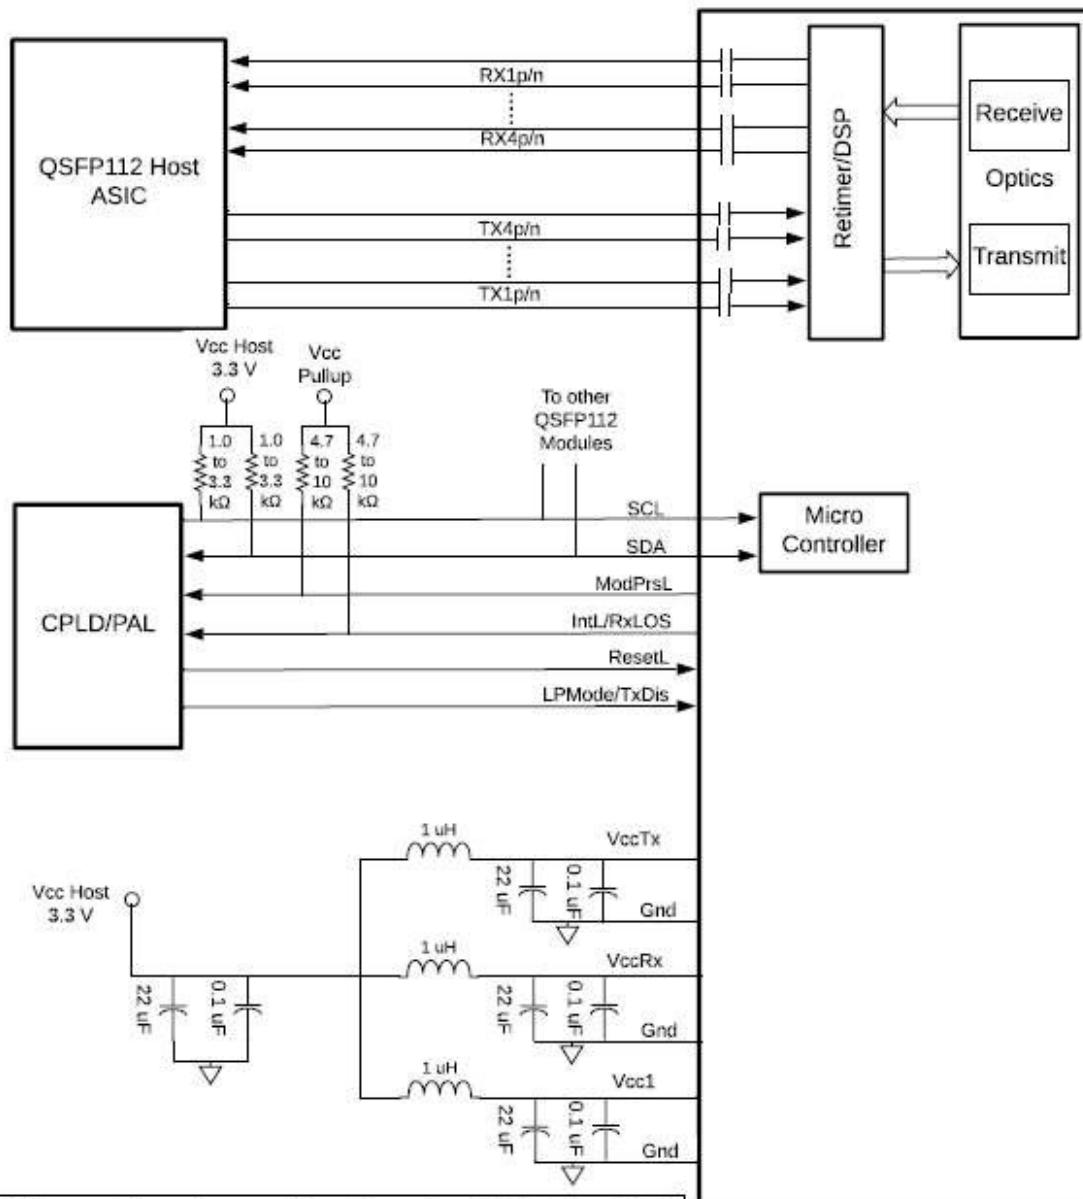 RX1p/n
RX4p/n
QSFP112 Host
ASIC
TX4p/n
TX1p/n
Retimer/DSP
Receive
Optics
Transmit
Vcc Host
3.3 V
Vcc
Pullup
1.0
to
3.3
kΩ
1.0
to
3.3
kΩ
4.7
to
10
kΩ
4.7
to
10
kΩ
To other
QSFP112
Modules
SCL
SDA
ModPrsL
IntL/RxLOS
ResetL
LPMode/TxDis
CPLD/PAL
Micro
Controller
Vcc Host
3.3 V
22 uF
0.1 uF
1 uH
VccTx
22 uF
0.1 uF
Gnd
1 uH
VccRx
22 uF
0.1 uF
Gnd
1 uH
Vcc1
22 uF
0.1 uF
Gnd